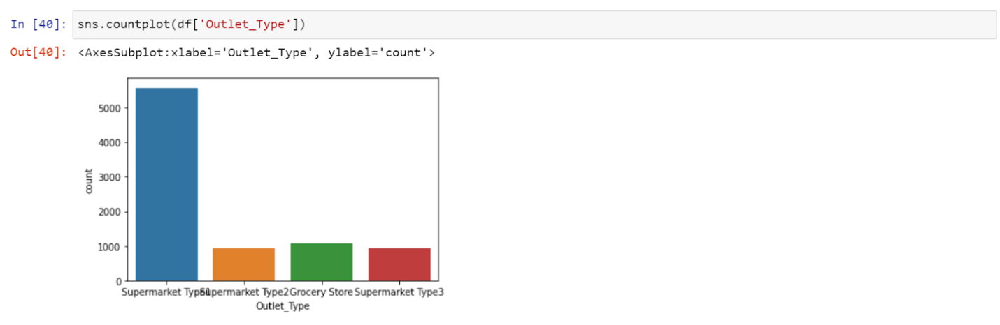 In [40]: sns.countplot(df['Outlet_Type'])
Out[40]: <AxesSubplot:xlabel='Outlet_Type', ylabel='count'>
5000
4000
3000
2000
1000
0
count
Supermarket Type1 Supermarket Type2 Grocery Store Supermarket Type3
Outlet_Type